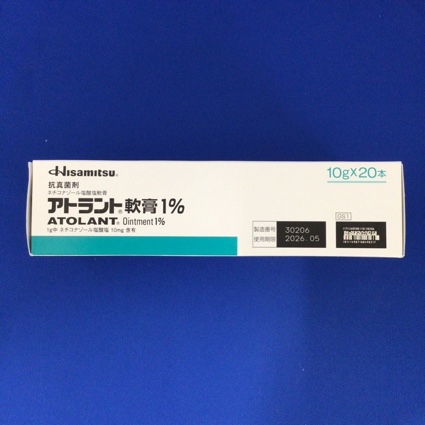 Hisamitsu®
10g×20本
抗真菌剤
ネチコナゾール塩酸塩軟膏
アトラント®軟膏1%
ATOLANT® Ointment 1%
1g中 ネチコナゾール塩酸塩 10mg 含有
製造番号 30206
使用期限 2026.05
GS1